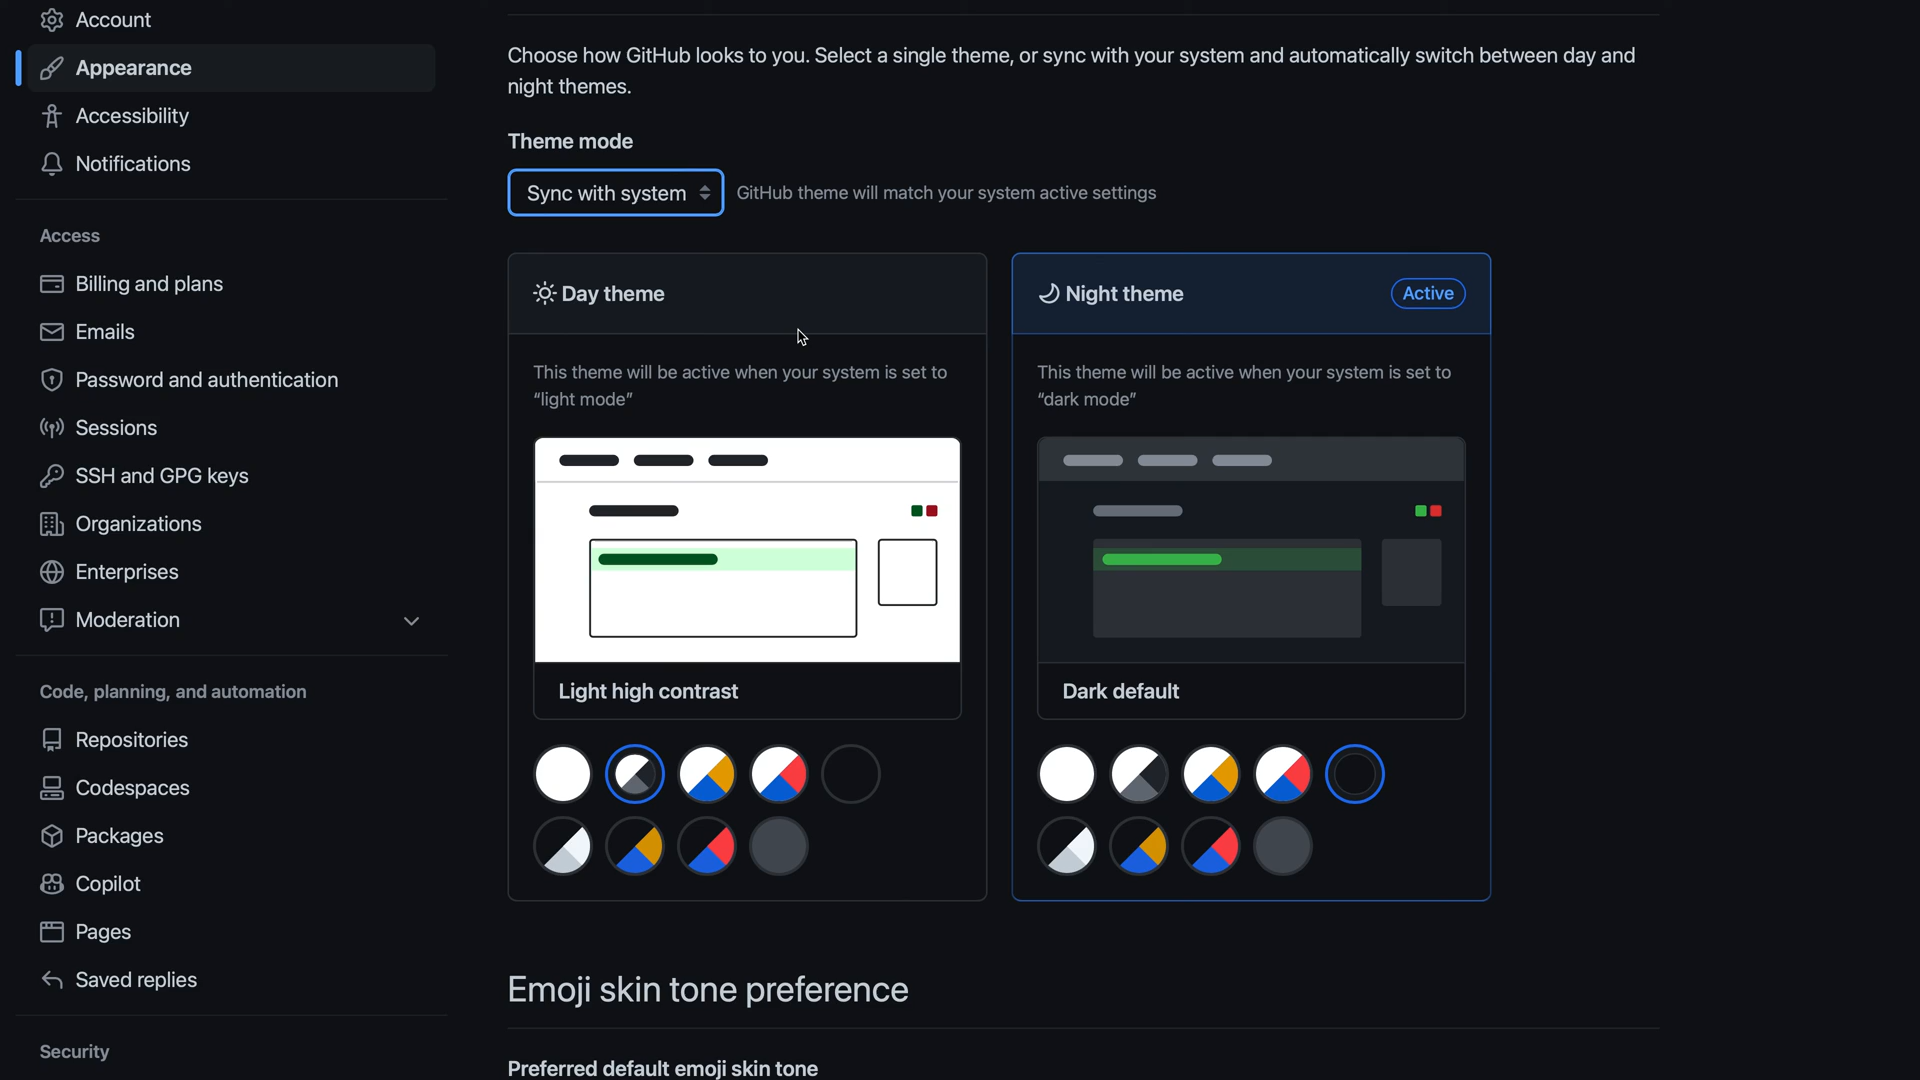 Account
Appearance
Accessibility
Notifications
Access
Billing and plans
Emails
Password and authentication
Sessions
SSH and GPG keys
Organizations
Enterprises
Moderation
Code, planning, and automation
Repositories
Codespaces
Packages
Copilot
Pages
Saved replies
Security
Choose how GitHub looks to you. Select a single theme, or sync with your system and automatically switch between day and
night themes.
Theme mode
Sync with system
GitHub theme will match your system active settings
Day theme
This theme will be active when your system is set to
“light mode”
Light high contrast
Night theme
Active
This theme will be active when your system is set to
“dark mode”
Dark default
Emoji skin tone preference
Preferred default emoji skin tone